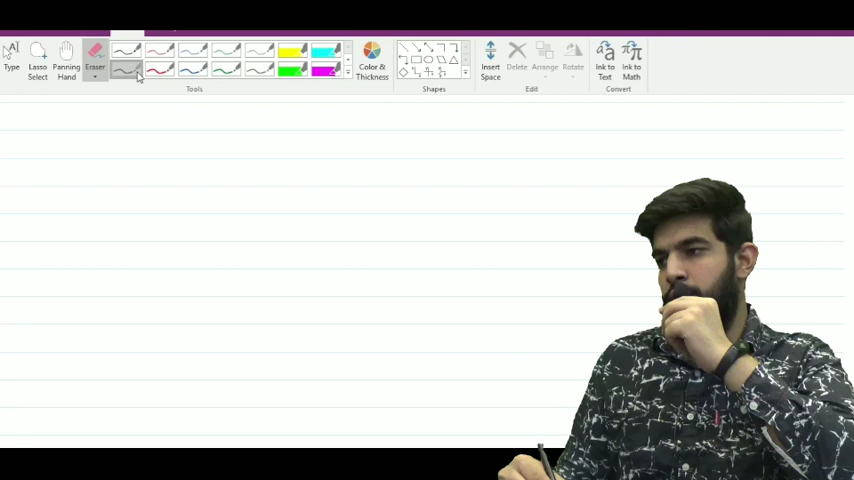 Type
Lasso
Select
Panning
Hand
Eraser
Color &
Thickness
Insert
Space
Delete
Arrange
Rotate
Ink to
Text
Ink to
Math
Tools
Shapes
Edit
Convert